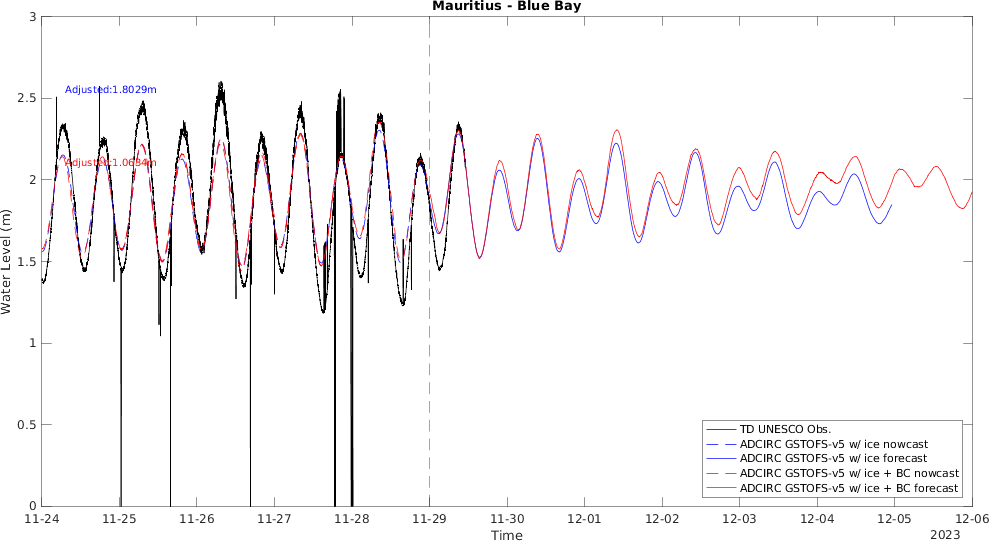 Mauritius - Blue Bay
Water Level (m)
3
2.5
2
1.5
1
0.5
0
Adjusted:1.8029m
Adjusted:1.0634m
TD UNESCO Obs.
ADCIRC GSTOFS-v5 w/ ice nowcast
ADCIRC GSTOFS-v5 w/ ice forecast
ADCIRC GSTOFS-v5 w/ ice + BC nowcast
ADCIRC GSTOFS-v5 w/ ice + BC forecast
11-24 11-25 11-26 11-27 11-28 11-29 11-30 12-01 12-02 12-03 12-04 12-05 12-06
Time
2023